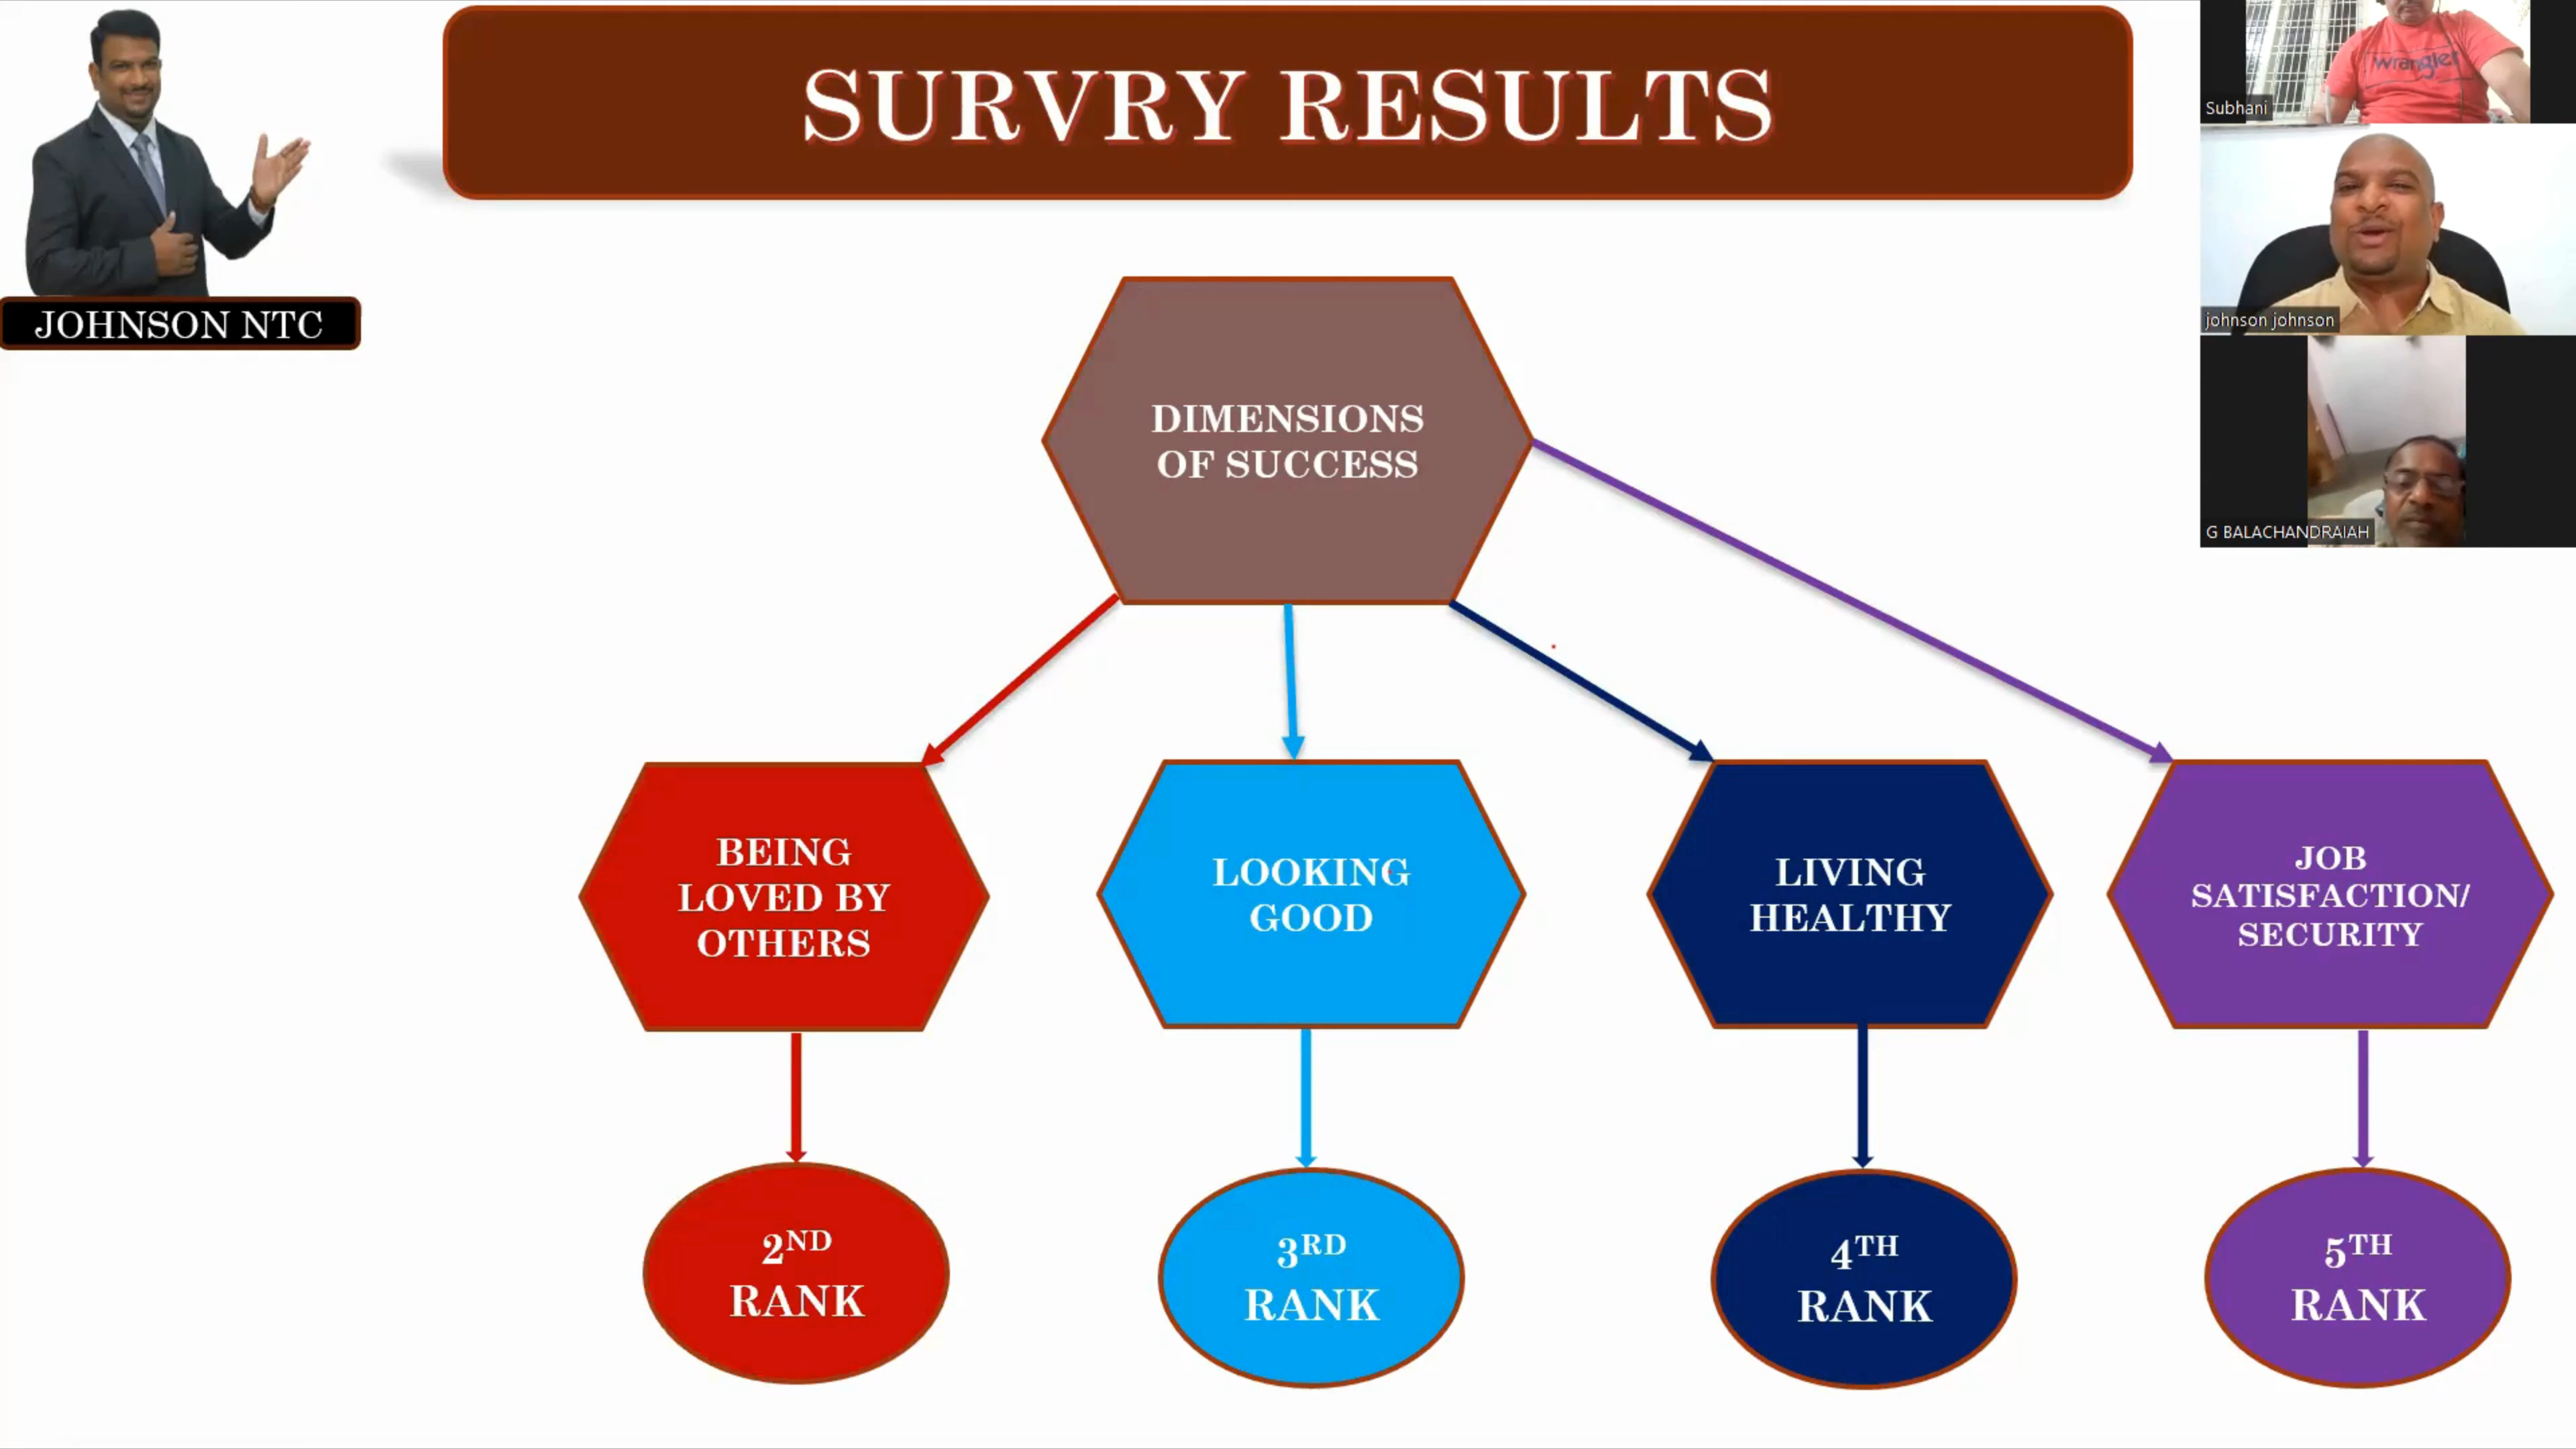 SURVRY RESULTS
JOHNSON NTC
wrangler
Subhani
johnson johnson
G BALACHANDRAIAH
DIMENSIONS
OF SUCCESS
BEING
LOVED BY
OTHERS
LOOKING
GOOD
LIVING
HEALTHY
JOB
SATISFACTION/
SECURITY
2ND
RANK
3RD
RANK
4TH
RANK
5TH
RANK